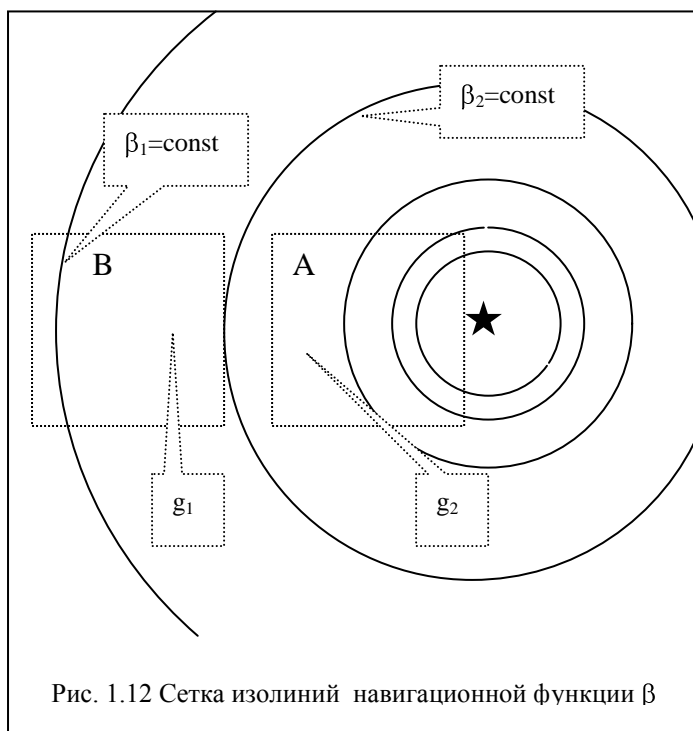 β₂=const
β₁=const
B
A
g₁
g₂
Рис. 1.12 Сетка изолиний навигационной функции β